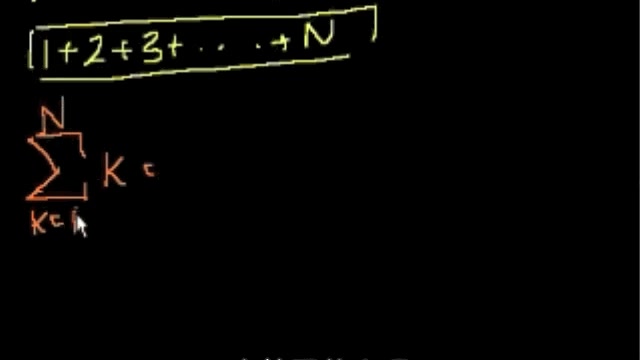 1+2+3+.....+N
N
∑ K =
K=1